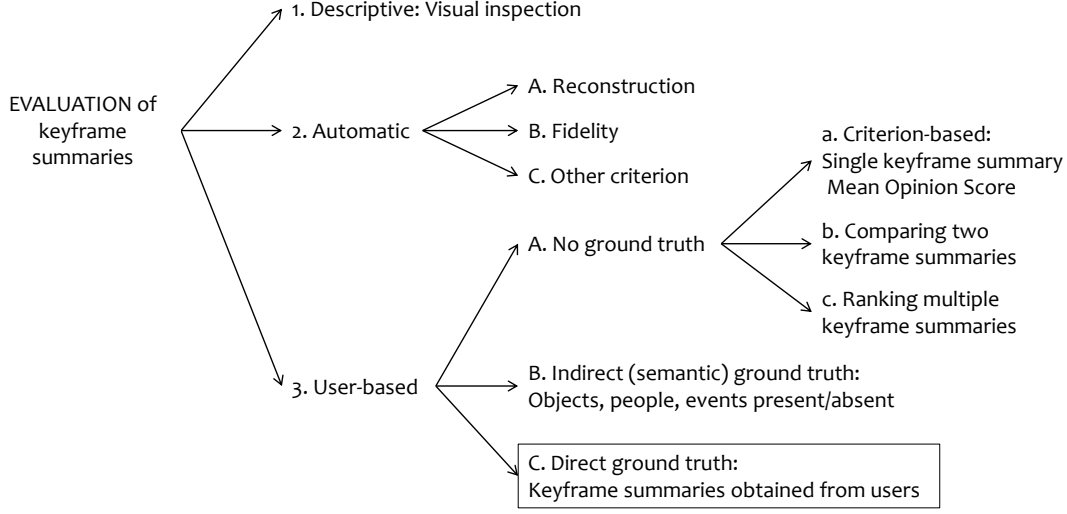 1. Descriptive: Visual inspection
EVALUATION of
keyframe
summaries
2. Automatic
A. Reconstruction
B. Fidelity
C. Other criterion
3. User-based
A. No ground truth
a. Criterion-based:
Single keyframe summary
Mean Opinion Score
b. Comparing two
keyframe summaries
c. Ranking multiple
keyframe summaries
B. Indirect (semantic) ground truth:
Objects, people, events present/absent
C. Direct ground truth:
Keyframe summaries obtained from users